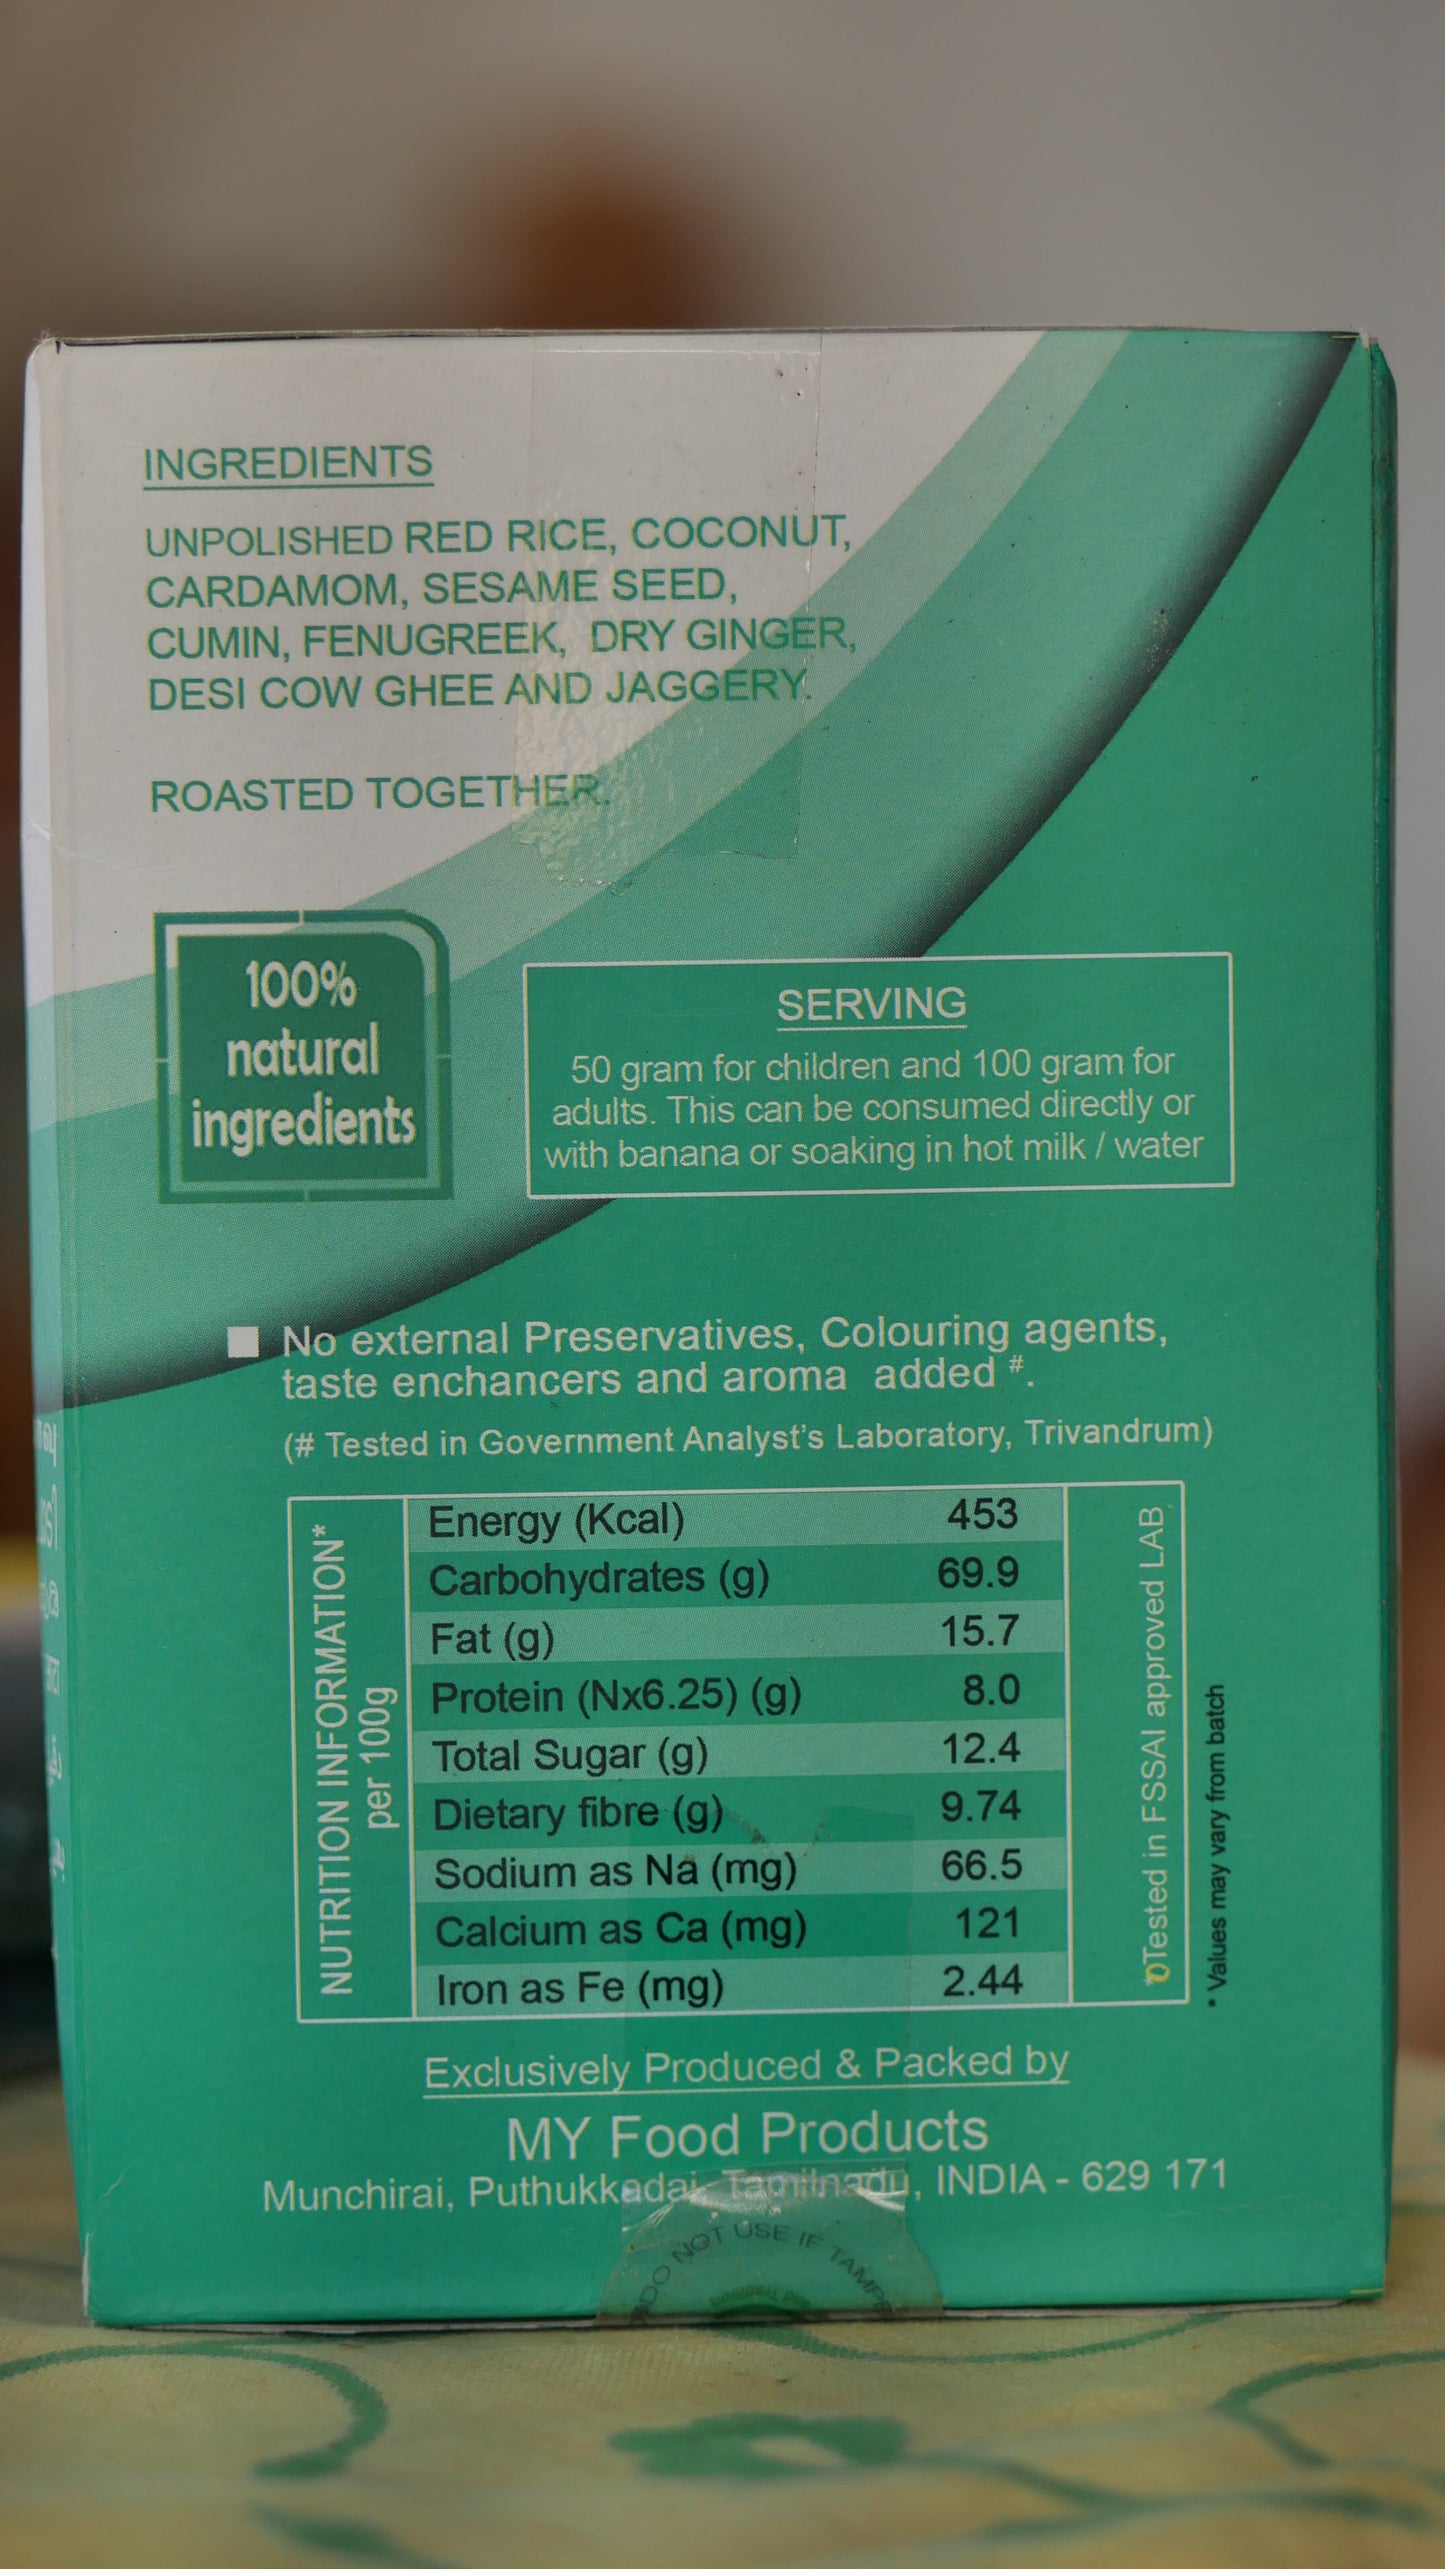 INGREDIENTS
UNPOLISHED RED RICE, COCONUT,
CARDAMOM, SESAME SEED,
CUMIN, FENUGREEK, DRY GINGER,
DESI COW GHEE AND JAGGERY.
ROASTED TOGETHER.
100%
natural
ingredients
SERVING
50 gram for children and 100 gram for
adults. This can be consumed directly or
with banana or soaking in hot milk / water
No external Preservatives, Colouring agents,
taste enchancers and aroma added #.
(# Tested in Government Analyst's Laboratory, Trivandrum)
NUTRITION INFORMATION*
per 100g
Energy (Kcal) 453
Carbohydrates (g) 69.9
Fat (g) 15.7
Protein (Nx6.25) (g) 8.0
Total Sugar (g) 12.4
Dietary fibre (g) 9.74
Sodium as Na (mg) 66.5
Calcium as Ca (mg) 121
Iron as Fe (mg) 2.44
Tested in FSSAI approved LAB
* Values may vary from batch
Exclusively Produced & Packed by
MY Food Products
Munchirai, Puthukkadai, Tamilnadu, INDIA - 629 171
DO NOT USE IF